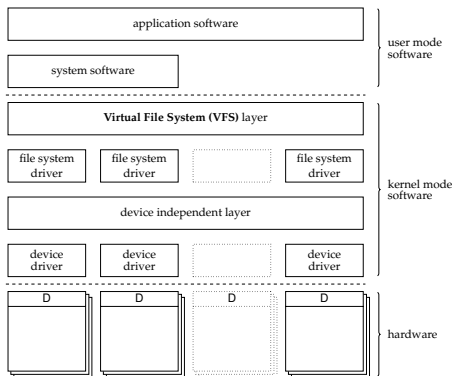 application software
user mode
software
system software
Virtual File System (VFS) layer
file system
driver
file system
driver
file system
driver
kernel mode
software
device independent layer
device
driver
device
driver
device
driver
D
D
D
D
hardware